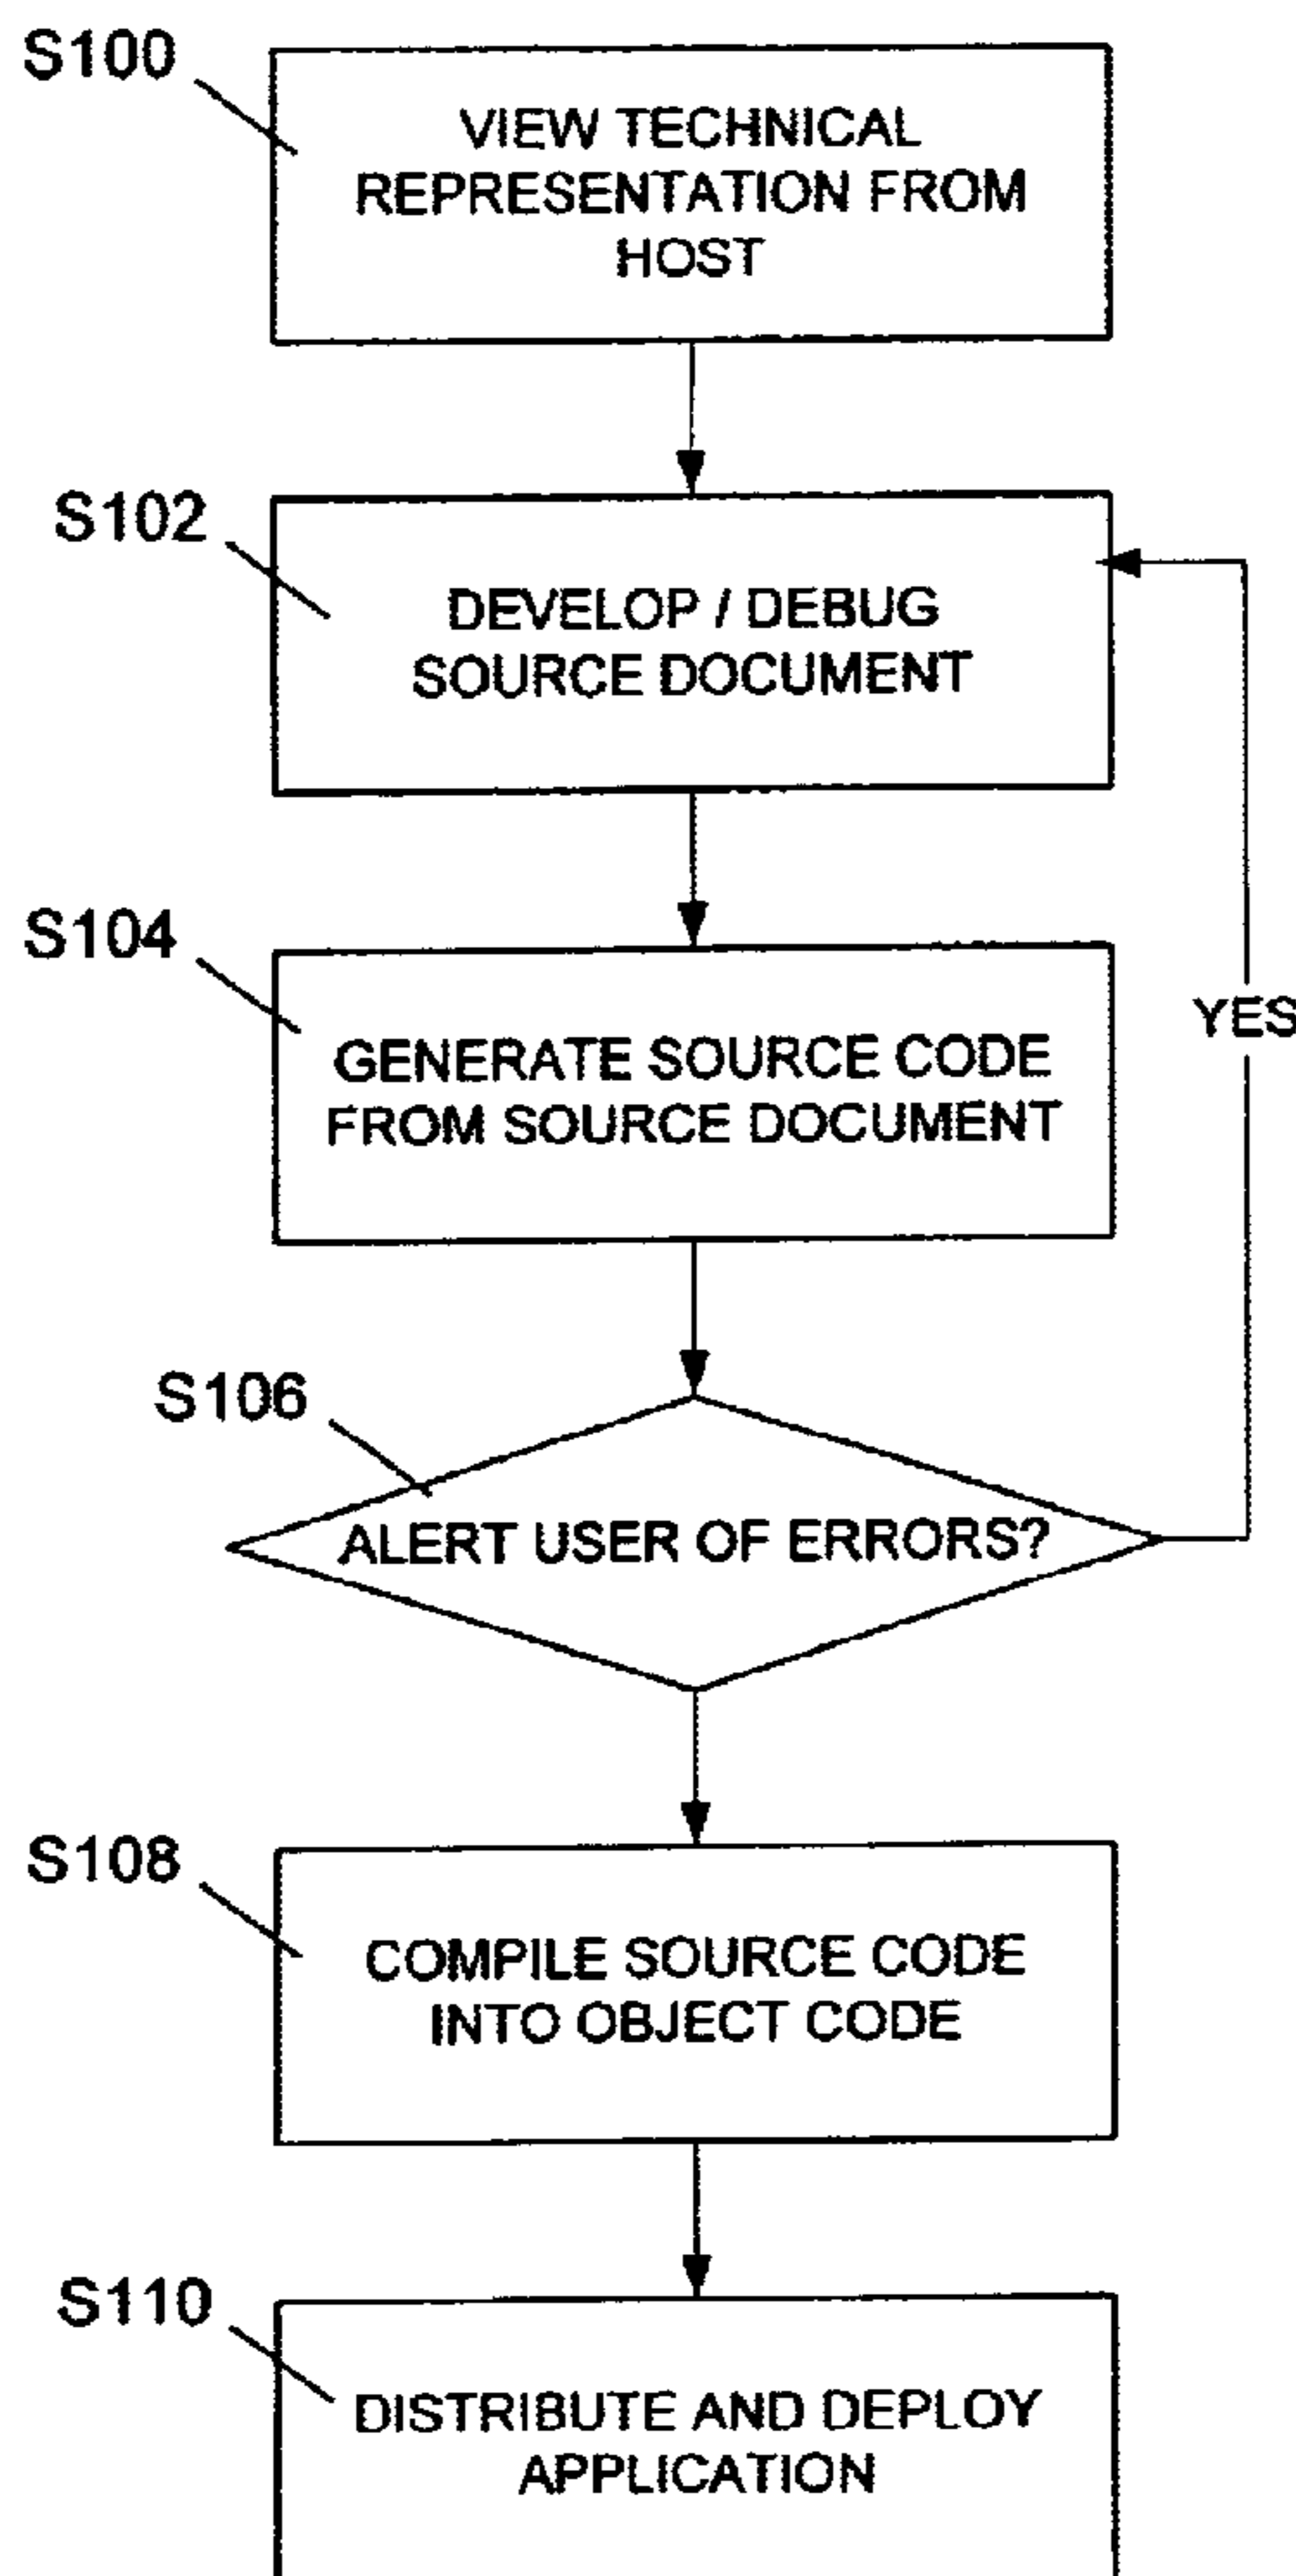 S100
VIEW TECHNICAL
REPRESENTATION FROM
HOST
S102
DEVELOP / DEBUG
SOURCE DOCUMENT
S104
GENERATE SOURCE CODE
FROM SOURCE DOCUMENT
YES
S106
ALERT USER OF ERRORS?
S108
COMPILE SOURCE CODE
INTO OBJECT CODE
S110
DISTRIBUTE AND DEPLOY
APPLICATION